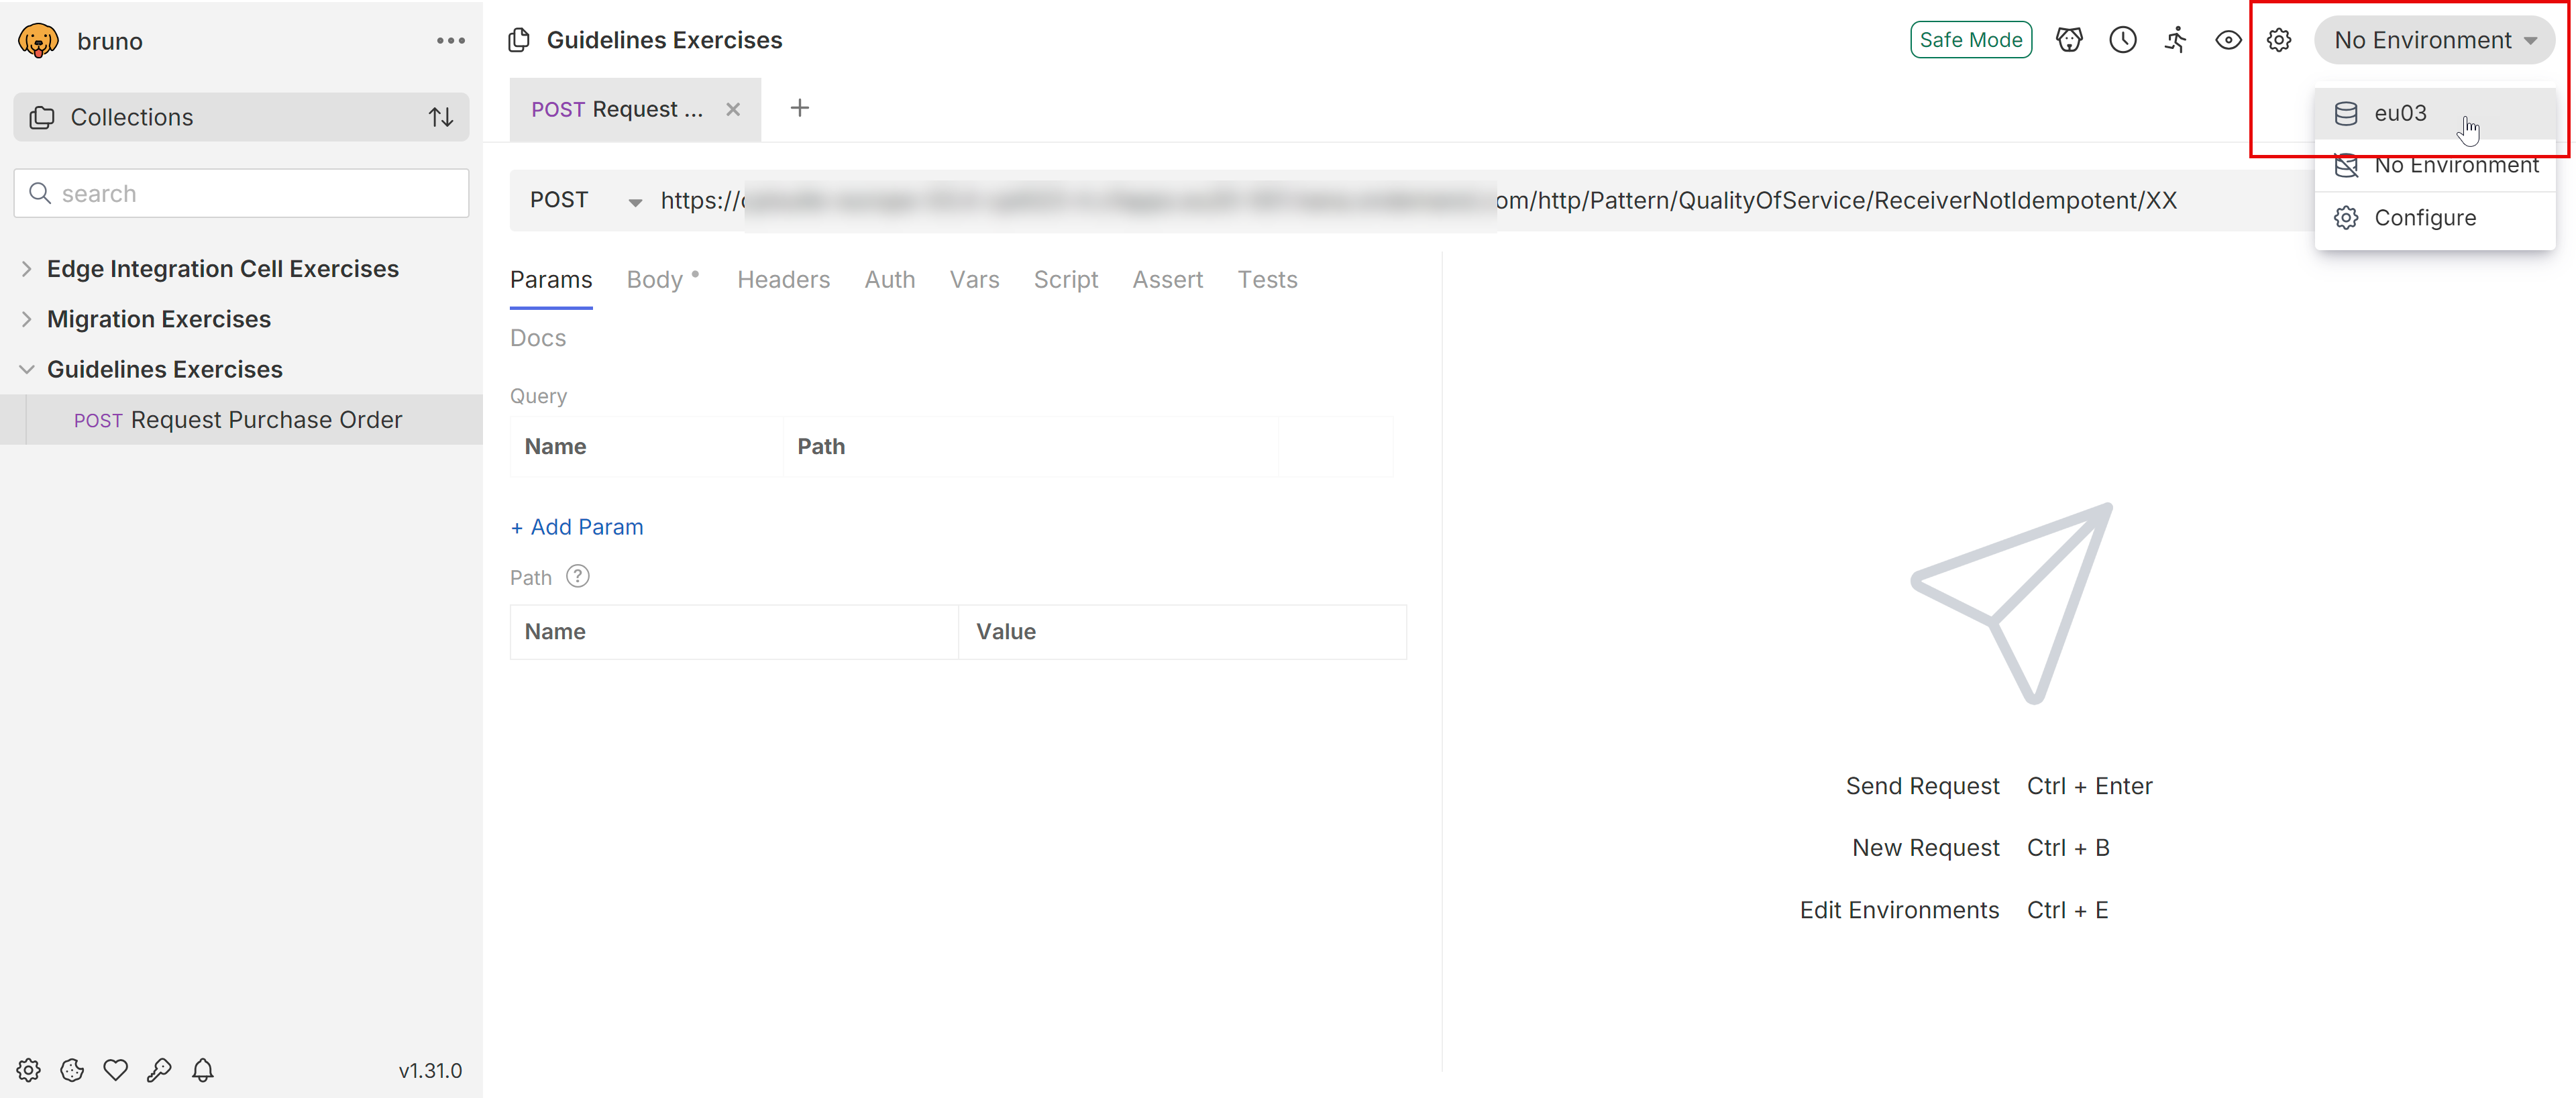 bruno
Collections
search
Edge Integration Cell Exercises
Migration Exercises
Guidelines Exercises
POST Request Purchase Order
v1.31.0
Guidelines Exercises
Safe Mode
No Environment
eu03
No Environment
Configure
POST Request ...
POST
https:// om/http/Pattern/QualityOfService/ReceiverNotIdempotent/XX
Params Body Headers Auth Vars Script Assert Tests
Docs
Query
Name Path
+ Add Param
Path ?
Name Value
Send Request Ctrl + Enter
New Request Ctrl + B
Edit Environments Ctrl + E